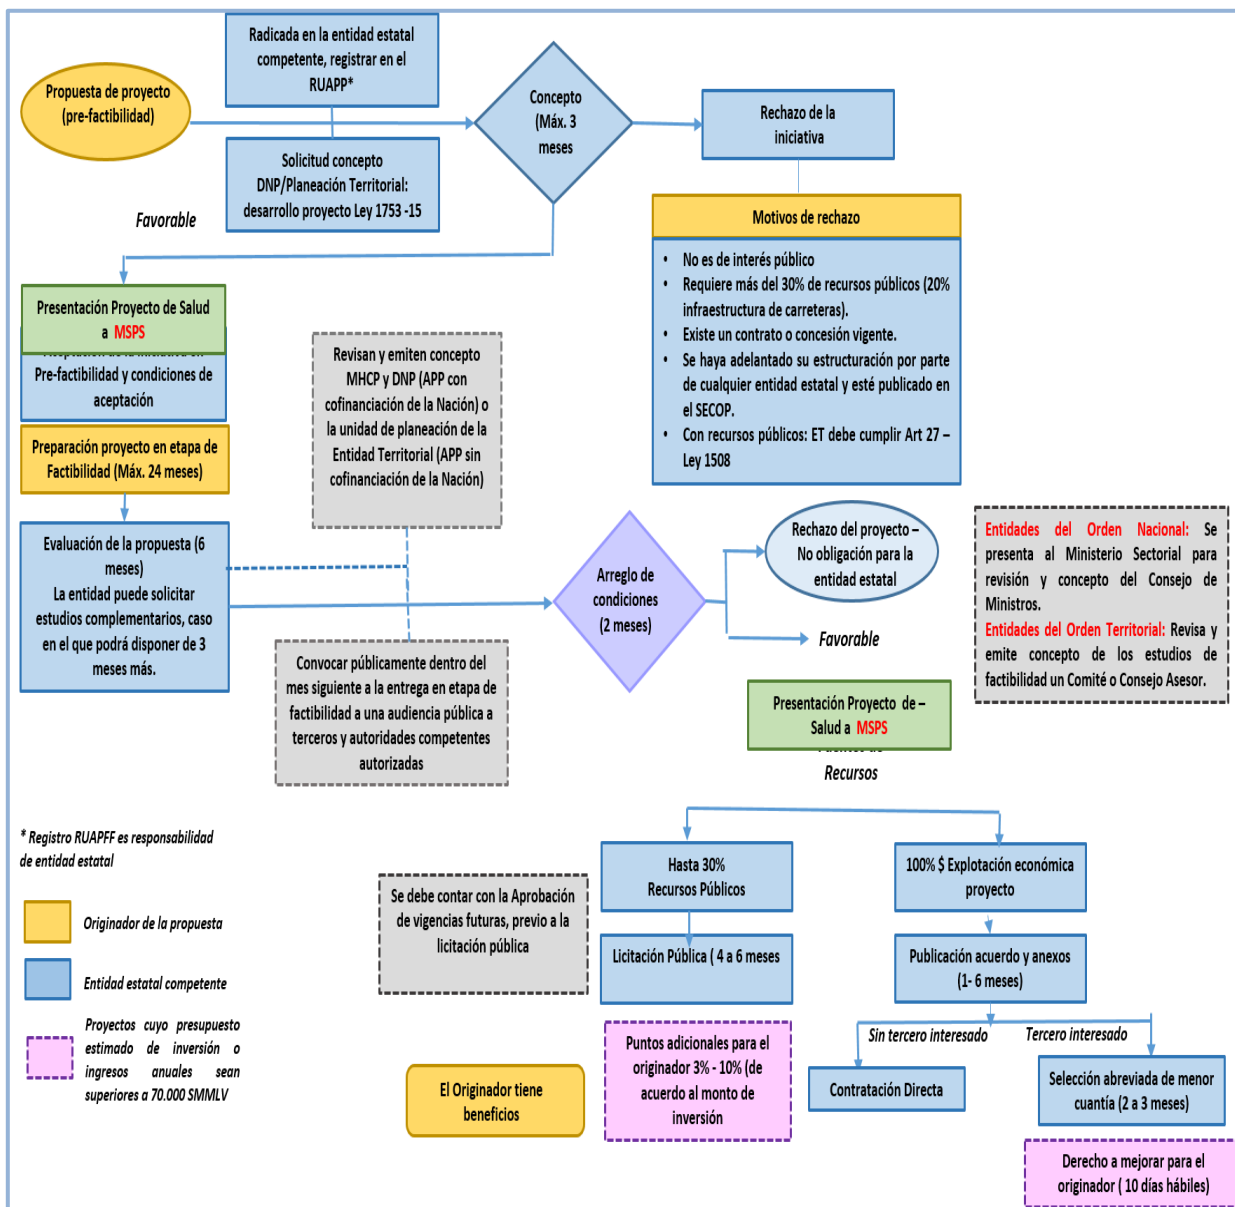 Propuesta de proyecto
(pre-factibilidad)
Radicada en la entidad estatal
competente, registrar en el
RUAPP*
Solicitud concepto
DNP/Planeación Territorial:
desarrollo proyecto Ley 1753 -15
Concepto
(Máx. 3
meses
Rechazo de la
iniciativa
Motivos de rechazo
• No es de interés público
• Requiere más del 30% de recursos públicos (20%
infraestructura de carreteras).
• Existe un contrato o concesión vigente.
• Se haya adelantado su estructuración por parte
de cualquier entidad estatal y esté publicado en
el SECOP.
• Con recursos públicos: ET debe cumplir Art 27 –
Ley 1508
Favorable
Presentación Proyecto de Salud
a MSPS
Pre-factibilidad y condiciones de
aceptación
Preparación proyecto en etapa de
Factibilidad (Máx. 24 meses)
Evaluación de la propuesta (6
meses)
La entidad puede solicitar
estudios complementarios, caso
en el que podrá disponer de 3
meses más.
Revisan y emiten concepto
MHCP y DNP (APP con
cofinanciación de la Nación) o
la unidad de planeación de la
Entidad Territorial (APP sin
cofinanciación de la Nación)
Convocar públicamente dentro del
mes siguiente a la entrega en etapa de
factibilidad a una audiencia pública a
terceros y autoridades competentes
autorizadas
Arreglo de
condiciones
(2 meses)
Rechazo del proyecto –
No obligación para la
entidad estatal
Favorable
Entidades del Orden Nacional: Se
presenta al Ministerio Sectorial para
revisión y concepto del Consejo de
Ministros.
Entidades del Orden Territorial: Revisa y
emite concepto de los estudios de
factibilidad un Comité o Consejo Asesor.
Presentación Proyecto de –
Salud a MSPS
Recursos
Hasta 30%
Recursos Públicos
100% $ Explotación económica
proyecto
Se debe contar con la Aprobación
de vigencias futuras, previo a la
licitación pública
Licitación Pública ( 4 a 6 meses
Publicación acuerdo y anexos
(1- 6 meses)
Sin tercero interesado
Tercero interesado
Puntos adicionales para el
originador 3% - 10% (de
acuerdo al monto de
inversión
Contratación Directa
Selección abreviada de menor
cuantía (2 a 3 meses)
El Originador tiene
beneficios
Derecho a mejorar para el
originador ( 10 días hábiles)
* Registro RUAPFF es responsabilidad
de entidad estatal
Originador de la propuesta
Entidad estatal competente
Proyectos cuyo presupuesto
estimado de inversión o
ingresos anuales sean
superiores a 70.000 SMMLV